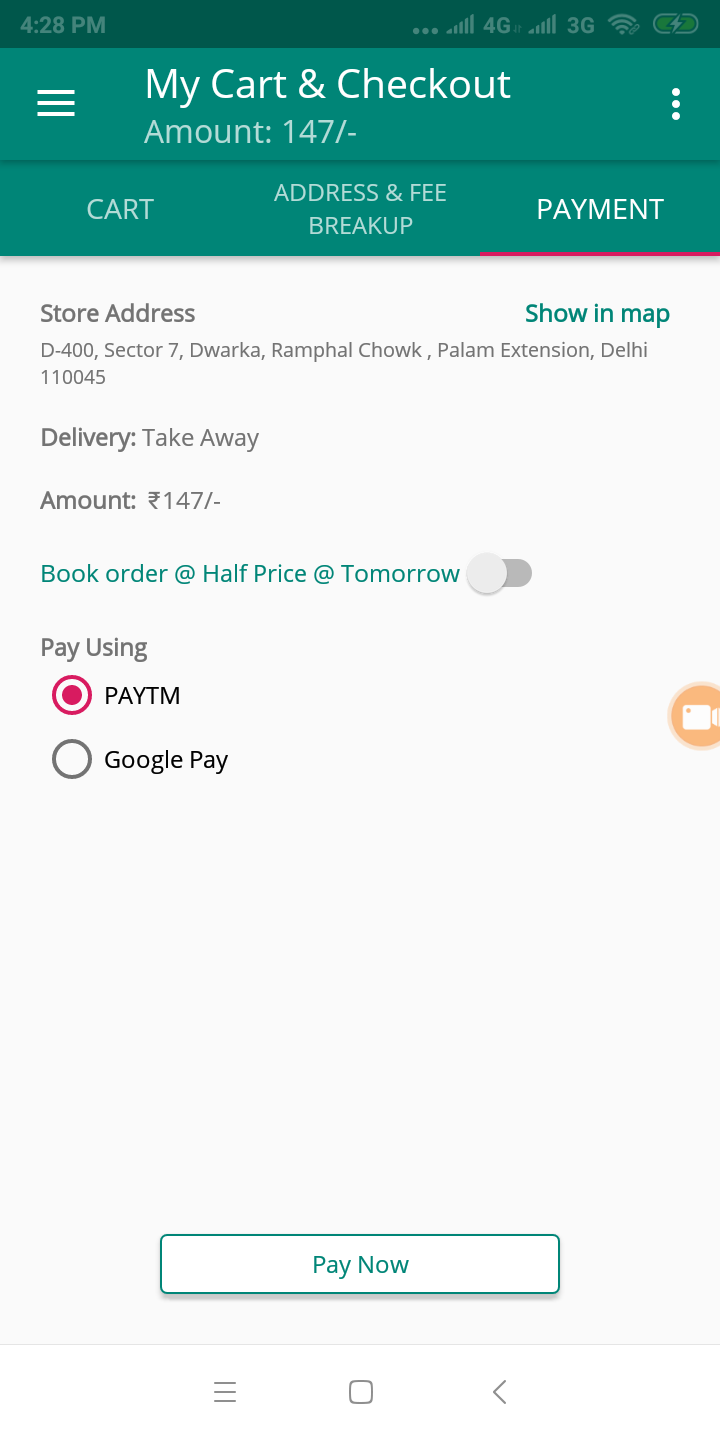 4:28 PM
4G
3G
My Cart & Checkout
Amount: 147/-
CART
ADDRESS & FEE
BREAKUP
PAYMENT
Store Address
Show in map
D-400, Sector 7, Dwarka, Ramphal Chowk , Palam Extension, Delhi
110045
Delivery: Take Away
Amount: ₹147/-
Book order @ Half Price @ Tomorrow
Pay Using
PAYTM
Google Pay
Pay Now